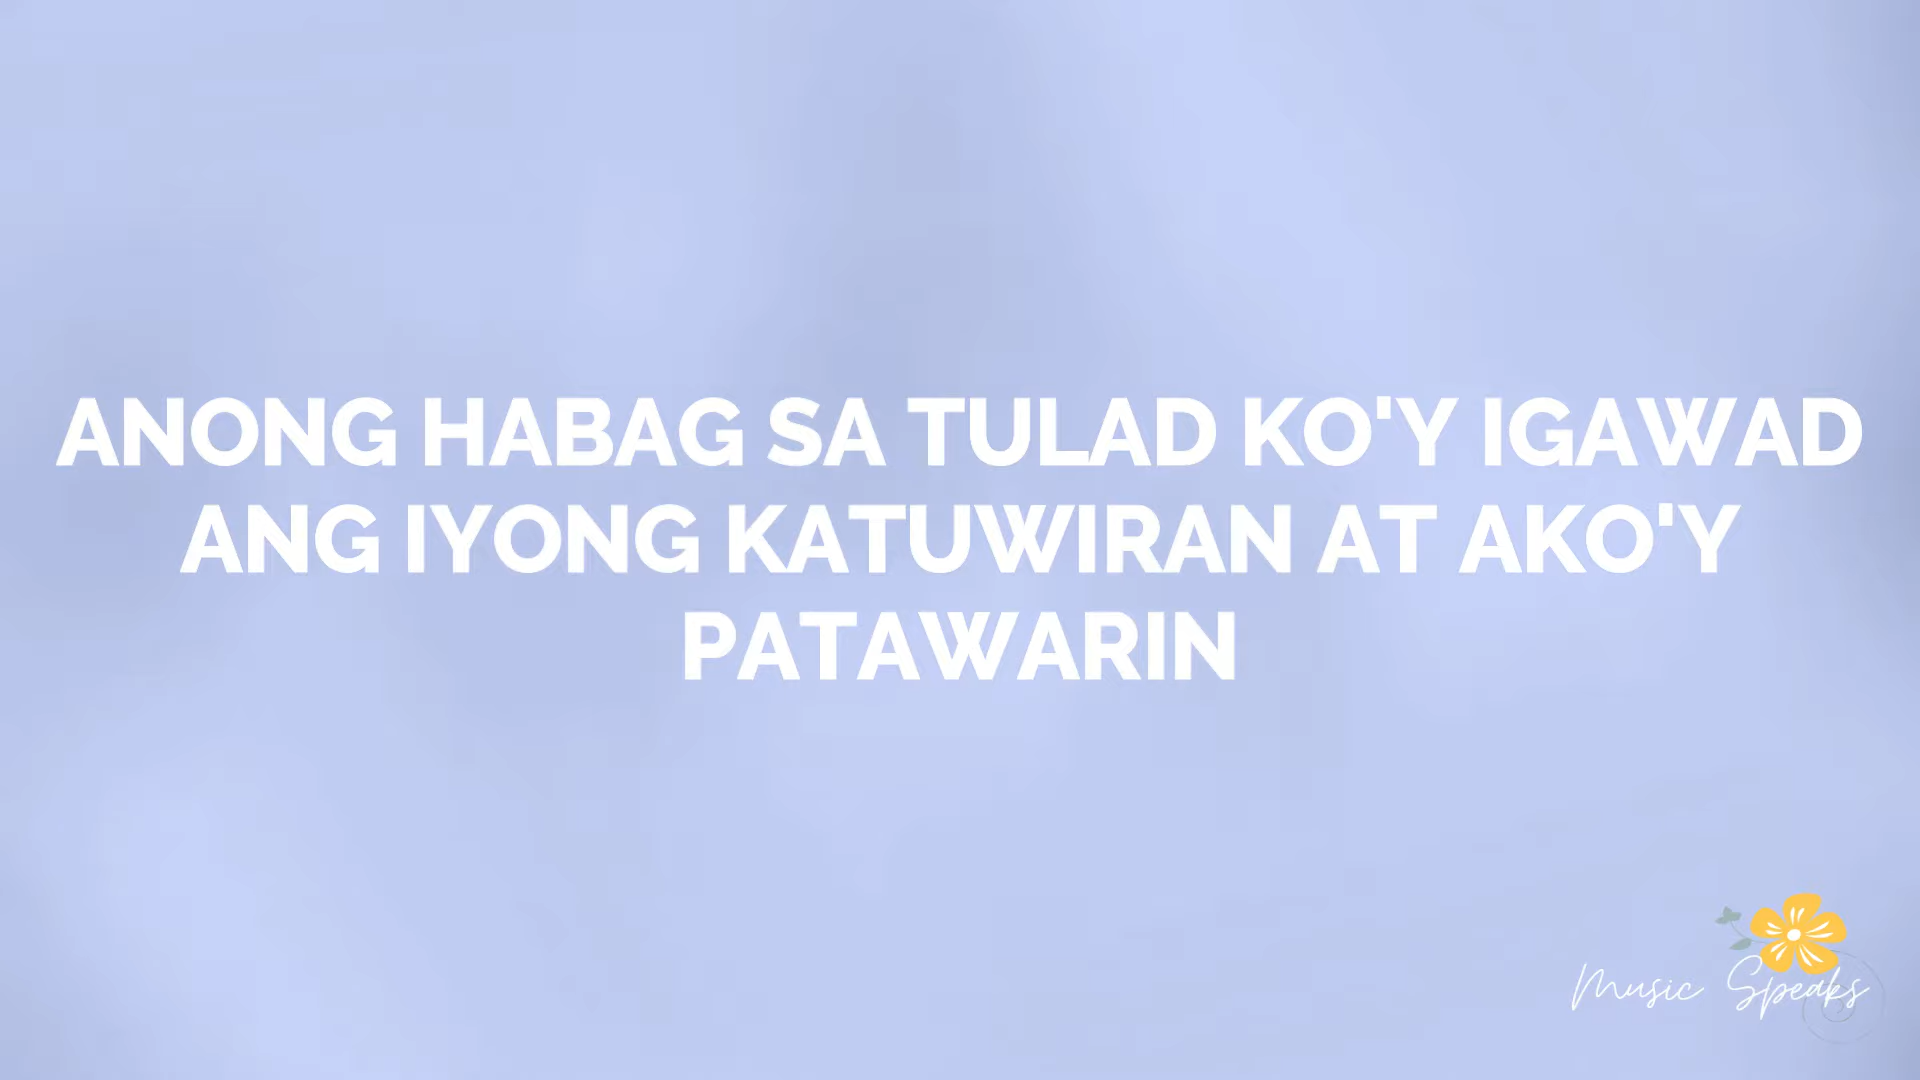 ANONG HABAG SA TULAD KO'Y IGAWAD
ANG IYONG KATUWIRAN AT AKO'Y
PATAWARIN
Music Speaks